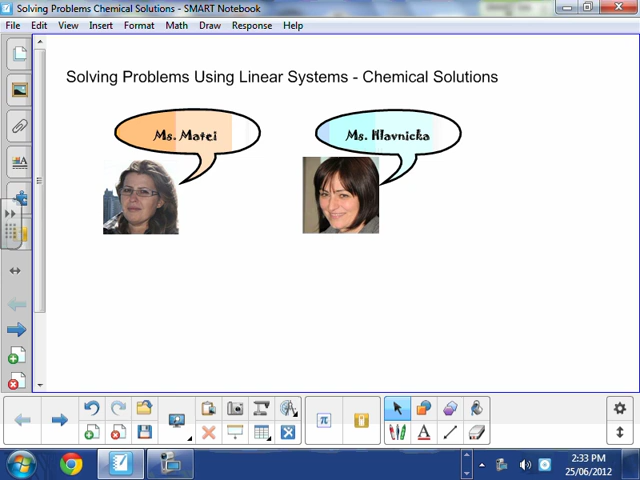 Solving Problems Chemical Solutions - SMART Notebook
File Edit View Insert Format Math Draw Response Help
Solving Problems Using Linear Systems - Chemical Solutions
Ms. Matei
Ms. Hlavnicka
2:33 PM
25/06/2012